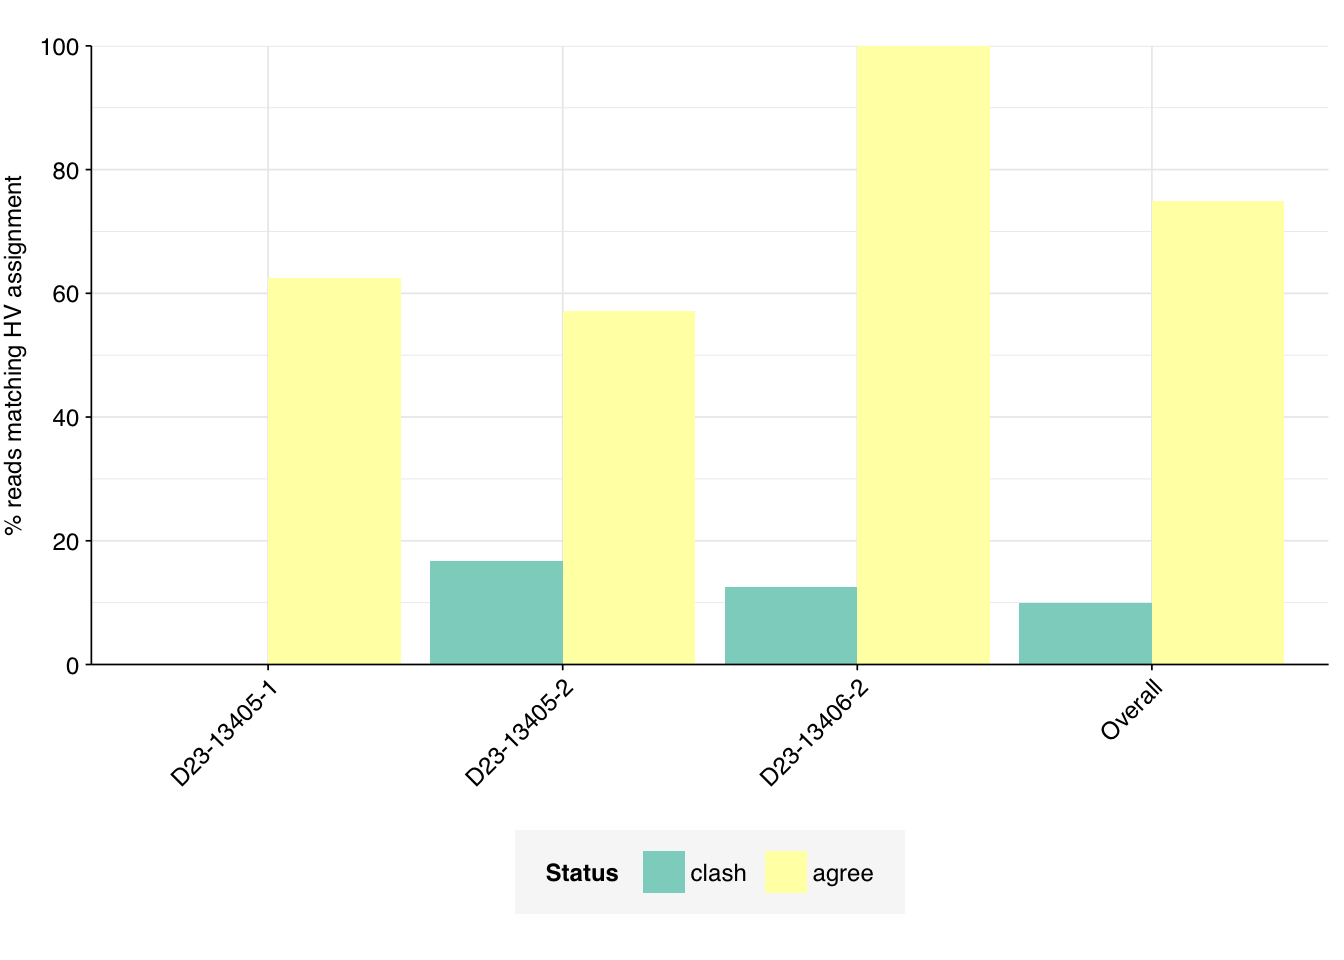 % reads matching HV assignment
100
80
60
40
20
0
D23-13405-1
D23-13405-2
D23-13406-2
Overall
Status clash agree